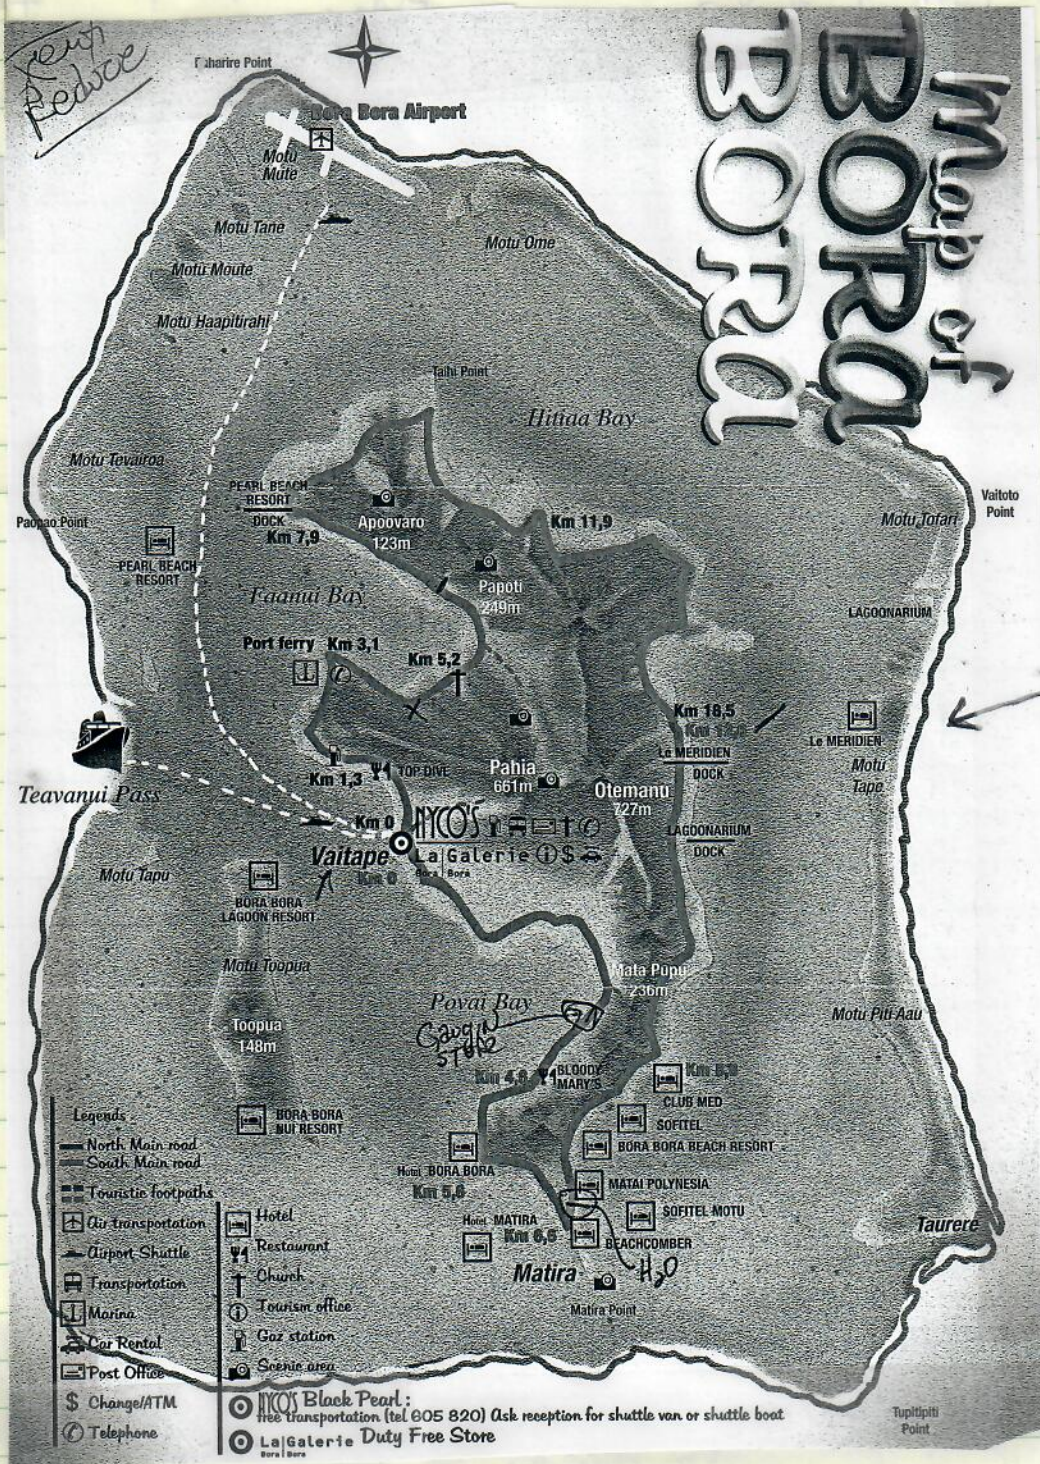 Reduce
Map of
BORA
BORA
harire Point
Bora Bora Airport
Motu
Mute
Motu Tane
Motu Ome
Motu Moute
Motu Haapitirahi
Taihi Point
Hitiaa Bay
Motu Tevairoa
PEARL BEACH
RESORT
DOCK
Km 7,9
Apoovaro
123m
Km 11,9
Vaitoto
Point
Motu Tofari
Paopao Point
PEARL BEACH
RESORT
Papoti
249m
Faanui Bay
LAGOONARIUM
Port ferry
Km 3,1
Km 5,2
Km 18,5
Le MERIDIEN
DOCK
Le MERIDIEN
Motu
Tape
Km 1,3
TOP DIVE
Pahia
661m
Otemanu
727m
Teavanui Pass
Km 0
NYCO'S
La Galerie
Bora Bora
Vaitape
Km 0
LAGOONARIUM
DOCK
Motu Tapu
BORA BORA
LAGOON RESORT
Motu Toopua
Mata Pupu
236m
Povai Bay
Motu Piti Aau
Toopua
148m
BLOODY
MARY'S
CLUB MED
SOFITEL
BORA BORA
NUI RESORT
BORA BORA BEACH RESORT
Hotel BORA BORA
Km 5,6
MATAI POLYNESIA
SOFITEL MOTU
Hotel MATIRA
Km 6,5
BEACHCOMBER
H2O
Matira
Matira Point
Taurere
Tupitipiti
Point
Legends
North Main road
South Main road
Touristic footpaths
Air transportation
Airport Shuttle
Transportation
Marina
Car Rental
Post Office
$ Change/ATM
Telephone
Hotel
Restaurant
Church
Tourism office
Gaz station
Scenic area
NYCO'S Black Pearl :
free transportation (tel 605 820) Ask reception for shuttle van or shuttle boat
La Galerie Duty Free Store
Bora Bora